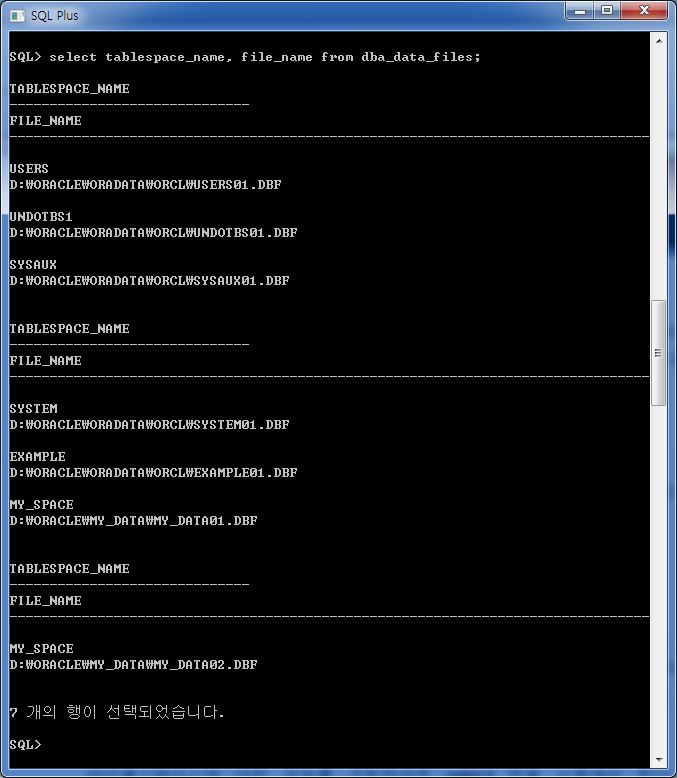 SQL Plus
SQL> select tablespace_name, file_name from dba_data_files;
TABLESPACE_NAME
------------------------------
FILE_NAME
--------------------------------------------------------------------------------
USERS
D:₩ORACLE₩ORADATA₩ORCL₩USERS01.DBF
UNDOTBS1
D:₩ORACLE₩ORADATA₩ORCL₩UNDOTBS01.DBF
SYSAUX
D:₩ORACLE₩ORADATA₩ORCL₩SYSAUX01.DBF
TABLESPACE_NAME
------------------------------
FILE_NAME
--------------------------------------------------------------------------------
SYSTEM
D:₩ORACLE₩ORADATA₩ORCL₩SYSTEM01.DBF
EXAMPLE
D:₩ORACLE₩ORADATA₩ORCL₩EXAMPLE01.DBF
MY_SPACE
D:₩ORACLE₩MY_DATA₩MY_DATA01.DBF
TABLESPACE_NAME
------------------------------
FILE_NAME
--------------------------------------------------------------------------------
MY_SPACE
D:₩ORACLE₩MY_DATA₩MY_DATA02.DBF
7 개의 행이 선택되었습니다.
SQL>